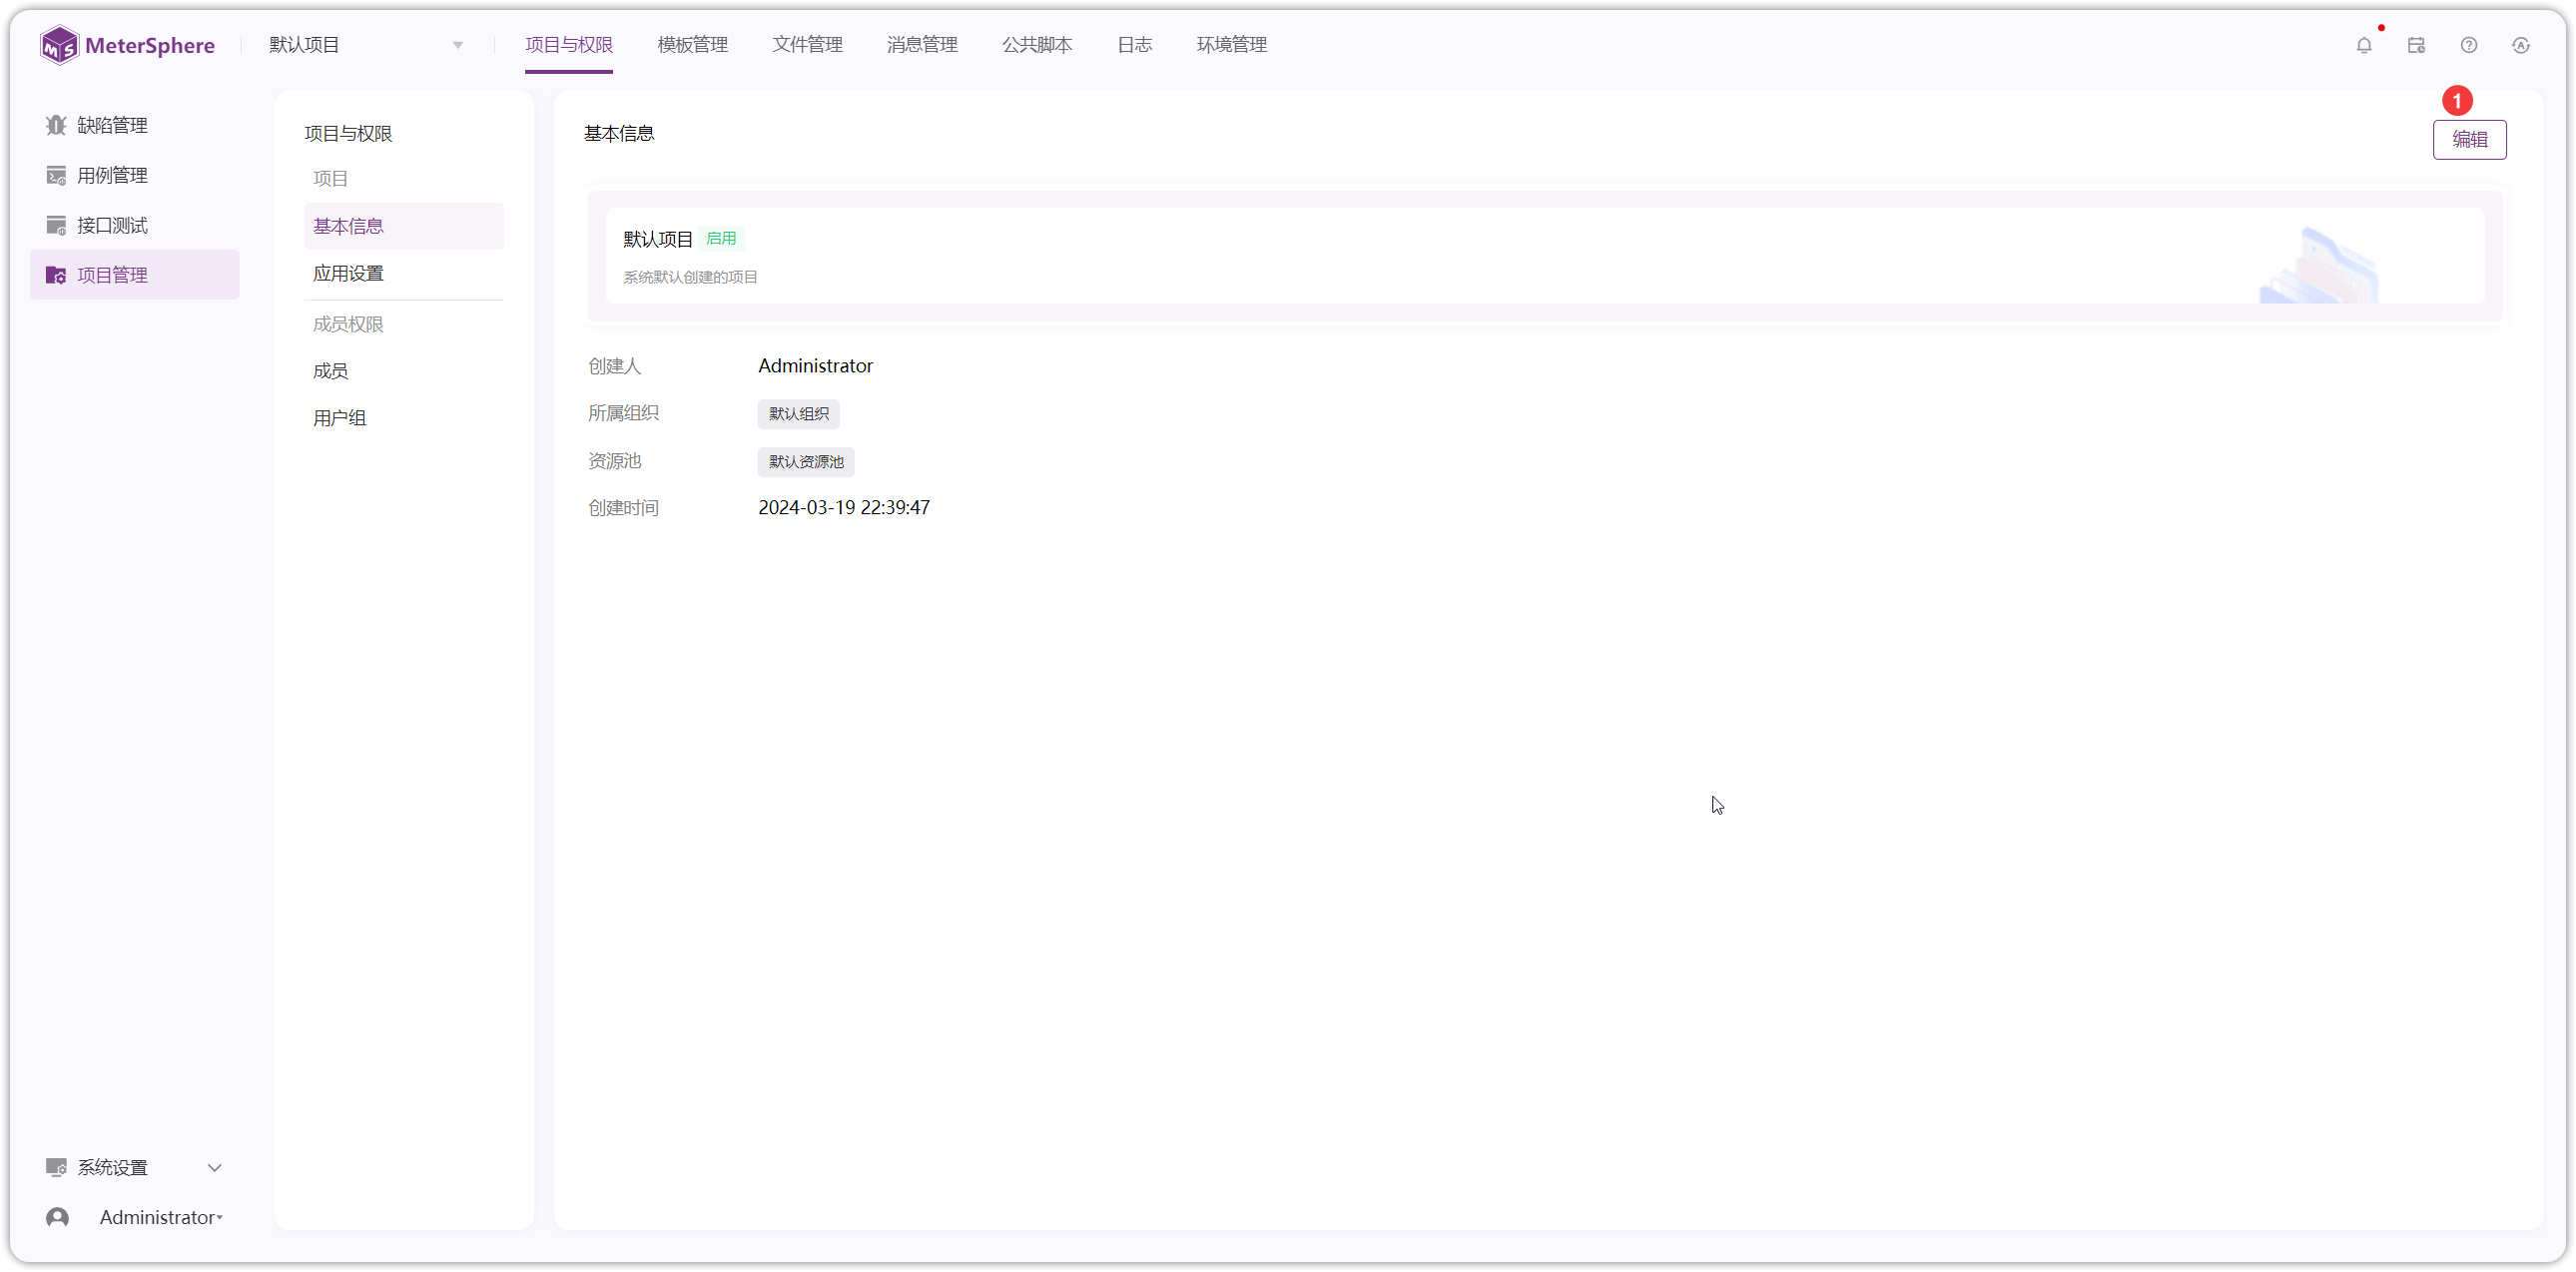 MeterSphere
默认项目
项目与权限
模板管理
文件管理
消息管理
公共脚本
日志
环境管理
缺陷管理
用例管理
接口测试
项目管理
系统设置
Administrator
项目与权限
项目
基本信息
应用设置
成员权限
成员
用户组
基本信息
1
编辑
默认项目 启用
系统默认创建的项目
创建人 Administrator
所属组织 默认组织
资源池 默认资源池
创建时间 2024-03-19 22:39:47